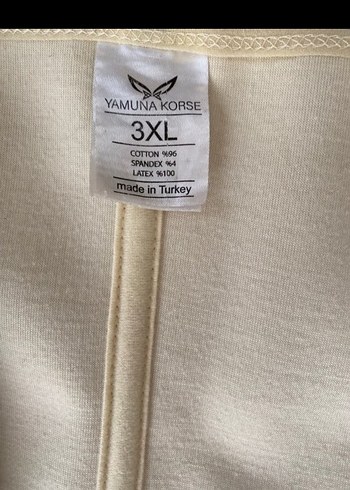 YAMUNA KORSE
3XL
COTTON %96
SPANDEX %4
LATEX %100
made in Turkey